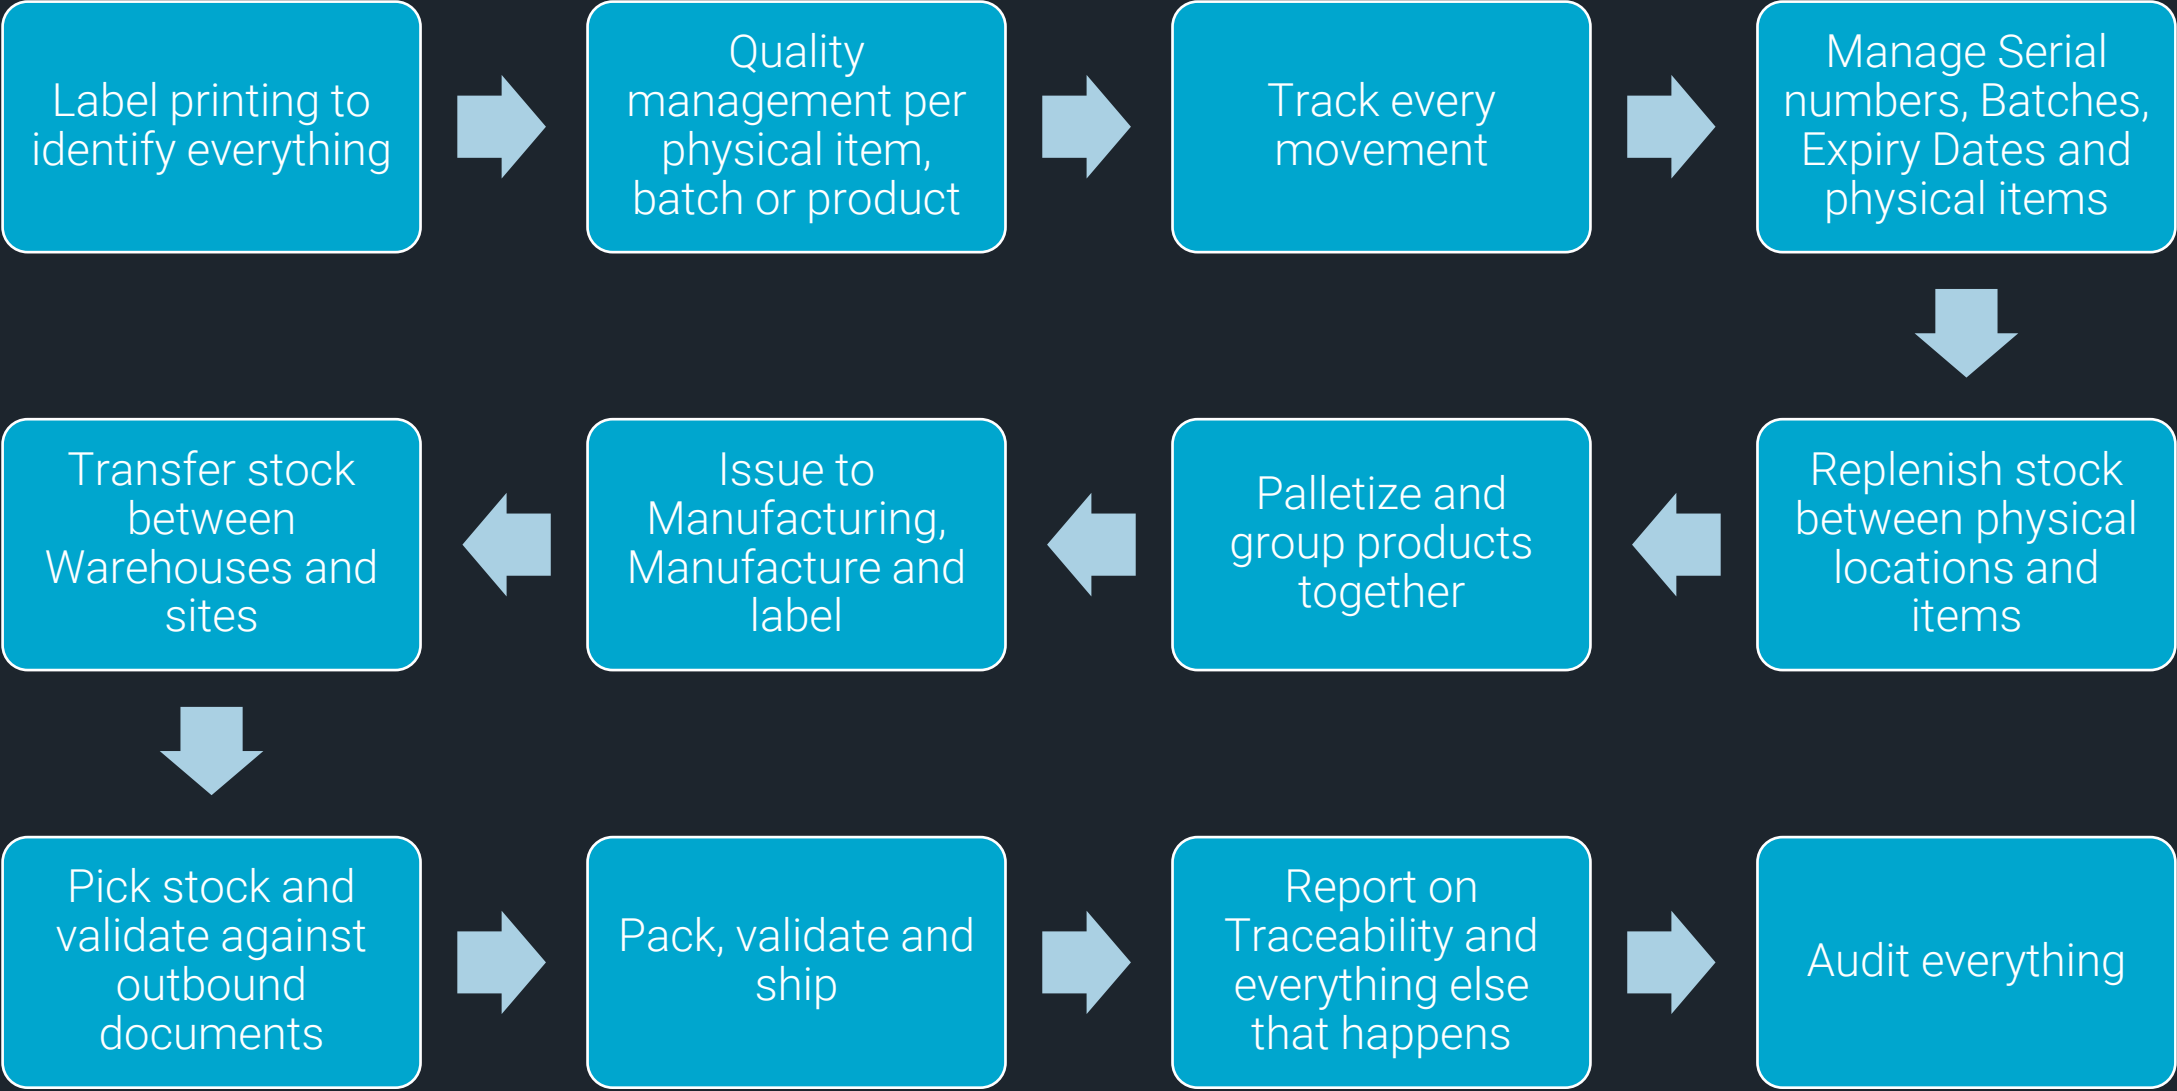 Label printing to
identify everything
Quality
management per
physical item,
batch or product
Track every
movement
Manage Serial
numbers, Batches,
Expiry Dates and
physical items
Replenish stock
between physical
locations and
items
Palletize and
group products
together
Issue to
Manufacturing,
Manufacture and
label
Transfer stock
between
Warehouses and
sites
Pick stock and
validate against
outbound
documents
Pack, validate and
ship
Report on
Traceability and
everything else
that happens
Audit everything